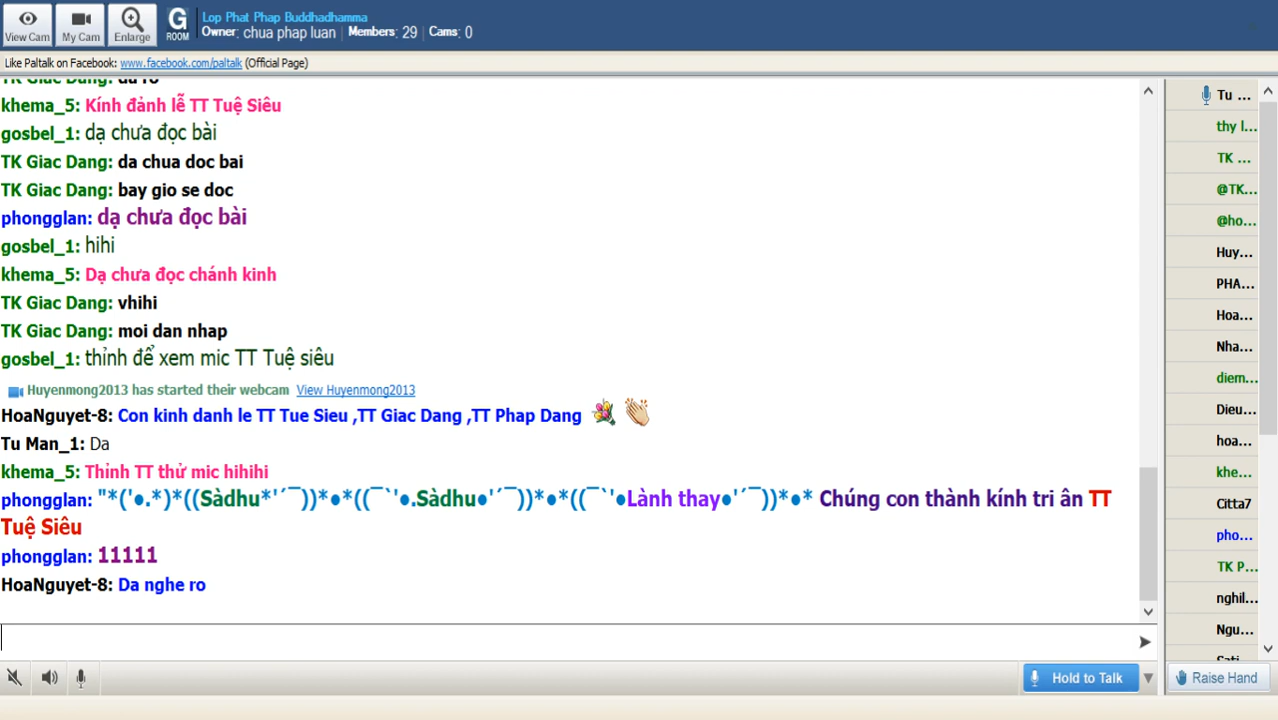 View Cam
My Cam
Enlarge
G
ROOM
Lop Phat Phap Buddhadhamma
Owner: chua phap luan | Members: 29 | Cams: 0
Like Paltalk on Facebook: www.facebook.com/paltalk (Official Page)
TK Giac Dang: da ro
khema_5: Kính đảnh lễ TT Tuệ Siêu
gosbel_1: dạ chưa đọc bài
TK Giac Dang: da chua doc bai
TK Giac Dang: bay gio se doc
phongglan: dạ chưa đọc bài
gosbel_1: hihi
khema_5: Dạ chưa đọc chánh kinh
TK Giac Dang: vhihi
TK Giac Dang: moi dan nhap
gosbel_1: thỉnh để xem mic TT Tuệ siêu
Huyenmong2013 has started their webcam View Huyenmong2013
HoaNguyet-8: Con kinh danh le TT Tue Sieu ,TT Giac Dang ,TT Phap Dang
Tu Man_1: Da
khema_5: Thỉnh TT thử mic hihihi
phongglan: "*('●.*)*((Sàdhu*'´¯))*●*((¯`'●.Sàdhu●'´¯))*●*((¯`'●Lành thay●'´¯))*●* Chúng con thành kính tri ân TT
Tuệ Siêu
phongglan: 11111
HoaNguyet-8: Da nghe ro
Tu ...
thy l...
TK ...
@TK...
@ho...
Huy...
PHA...
Hoa...
Nha...
diem...
Dieu...
hoa...
khe...
Citta7
pho...
TK P...
nghil...
Ngu...
Sati
Hold to Talk
Raise Hand